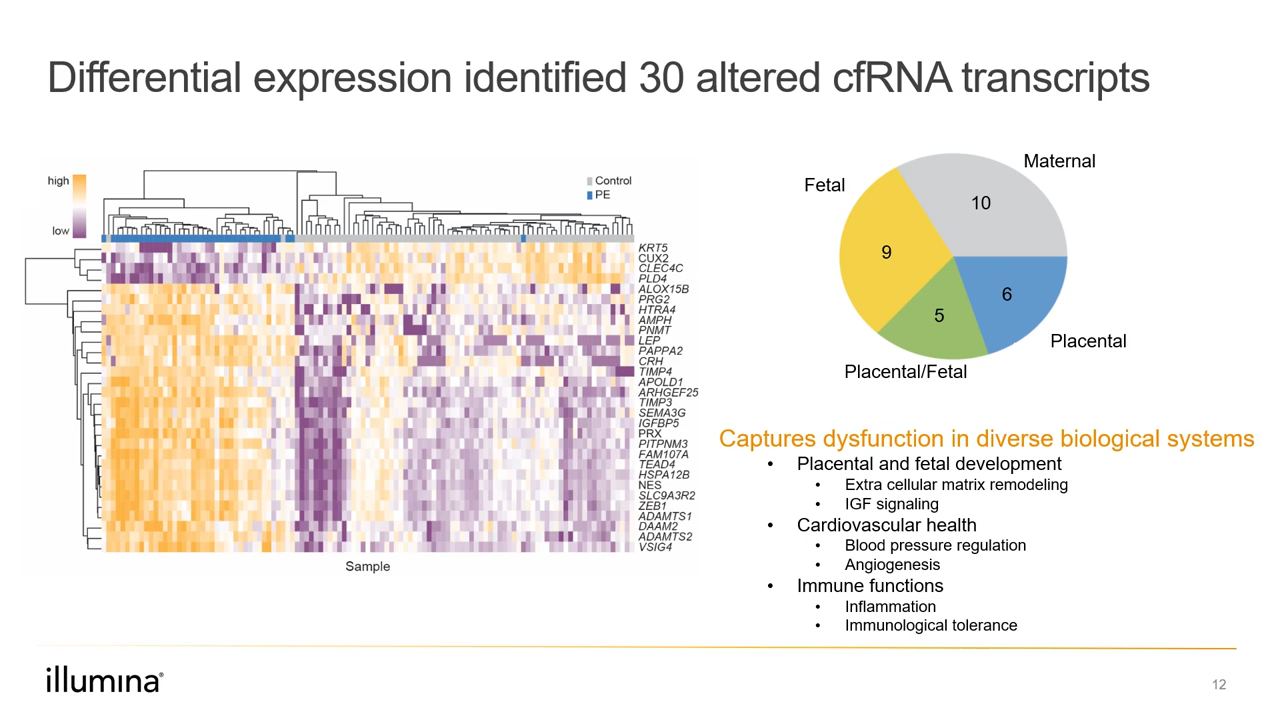 Differential expression identified 30 altered cfRNA transcripts
high
low
Control
PE
KRT5
CUX2
CLEC4C
PLD4
ALOX15B
PRG2
HTRA4
AMPH
PNMT
LEP
PAPPA2
CRH
TIMP4
APOLD1
ARHGEF25
TIMP3
SEMA3G
IGFBP5
PRX
PITPNM3
FAM107A
TEAD4
HSPA12B
NES
SLC9A3R2
ZEB1
ADAMTS1
DAAM2
ADAMTS2
VSIG4
Sample
Maternal
Fetal
10
9
6
5
Placental
Placental/Fetal
Captures dysfunction in diverse biological systems
• Placental and fetal development
• Extra cellular matrix remodeling
• IGF signaling
• Cardiovascular health
• Blood pressure regulation
• Angiogenesis
• Immune functions
• Inflammation
• Immunological tolerance
illumina®
12